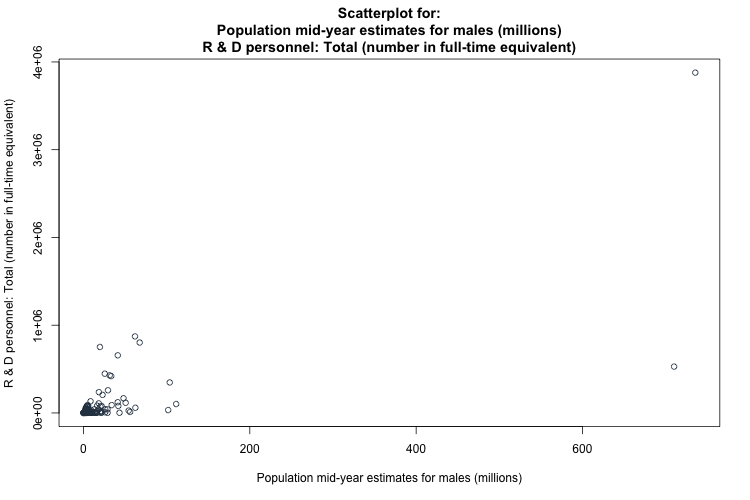 Scatterplot for:
Population mid-year estimates for males (millions)
R & D personnel: Total (number in full-time equivalent)
R & D personnel: Total (number in full-time equivalent)
4e+06
3e+06
2e+06
1e+06
0e+00
0 200 400 600
Population mid-year estimates for males (millions)